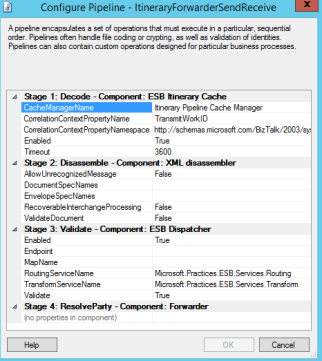 Configure Pipeline - ItineraryForwarderSendReceive
x
A pipeline encapsulates a set of operations that must execute in a particular, sequential
order. Pipelines often handle file coding or crypting, as well as validation of identities.
Pipelines can also contain custom operations designed for particular business processes.
Stage 1: Decode - Component: ESB Itinerary Cache
CacheManagerName Itinerary Pipeline Cache Manager
CorrelationContextPropertyName TransmitWorkID
CorrelationContextPropertyNamespace http://schemas.microsoft.com/BizTalk/2003/sys
Enabled True
Timeout 3600
Stage 2: Disassemble - Component: XML disassembler
AllowUnrecognizedMessage False
DocumentSpecNames
EnvelopeSpecNames
RecoverableInterchangeProcessing False
ValidateDocument False
Stage 3: Validate - Component: ESB Dispatcher
Enabled True
Endpoint
MapName
RoutingServiceName Microsoft.Practices.ESB.Services.Routing
TransformServiceName Microsoft.Practices.ESB.Services.Transform
Validate True
Stage 4: ResolveParty - Component: Forwarder
(no properties in component)
Help OK Cancel